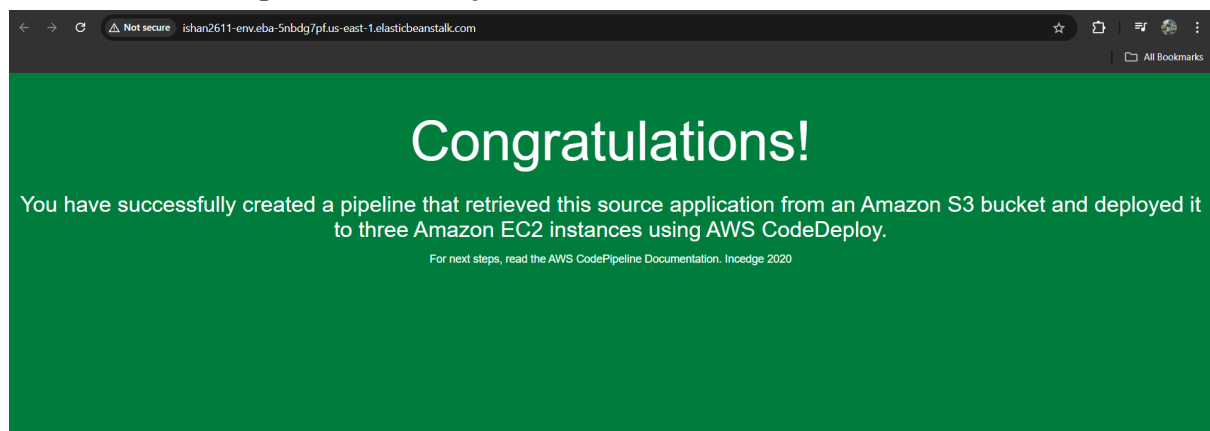 Not secure ishan2611-env.eba-5nbdg7pf.us-east-1.elasticbeanstalk.com
All Bookmarks
Congratulations!
You have successfully created a pipeline that retrieved this source application from an Amazon S3 bucket and deployed it
to three Amazon EC2 instances using AWS CodeDeploy.
For next steps, read the AWS CodePipeline Documentation. Incedge 2020